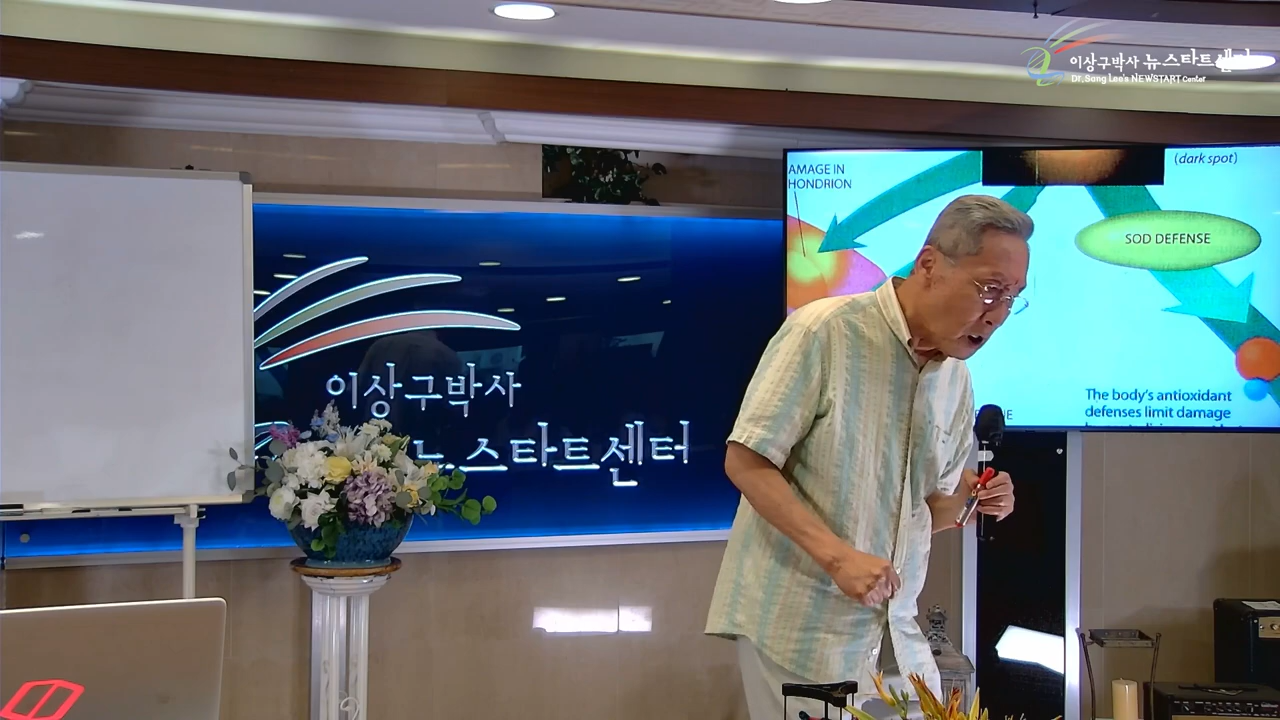 이상구박사 뉴스타트센터
Dr. Sang Lee's NEWSTART Center
AMAGE IN
HONDRION
(dark spot)
SOD DEFENSE
The body's antioxidant
defenses limit damage
이상구박사
뉴스타트센터